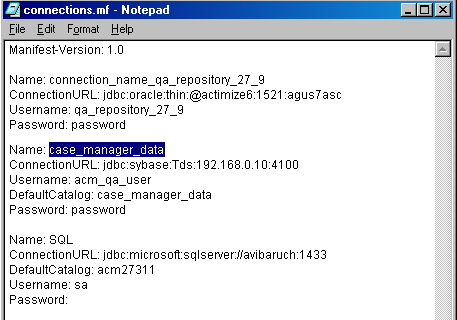 connections.mf - Notepad
File Edit Format Help
Manifest-Version: 1.0
Name: connection_name_qa_repository_27_9
ConnectionURL: jdbc:oracle:thin:@actimize6:1521:agus7asc
Username: qa_repository_27_9
Password: password
Name: case_manager_data
ConnectionURL: jdbc:sybase:Tds:192.168.0.10:4100
Username: acm_qa_user
DefaultCatalog: case_manager_data
Password: password
Name: SQL
ConnectionURL: jdbc:microsoft:sqlserver://avibaruch:1433
DefaultCatalog: acm27311
Username: sa
Password: